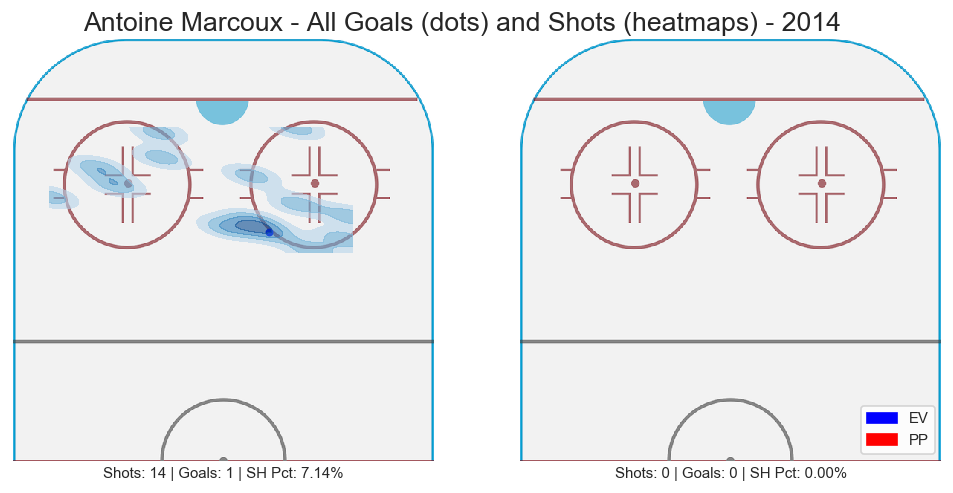 Antoine Marcoux - All Goals (dots) and Shots (heatmaps) - 2014
EV
PP
Shots: 14 | Goals: 1 | SH Pct: 7.14%
Shots: 0 | Goals: 0 | SH Pct: 0.00%